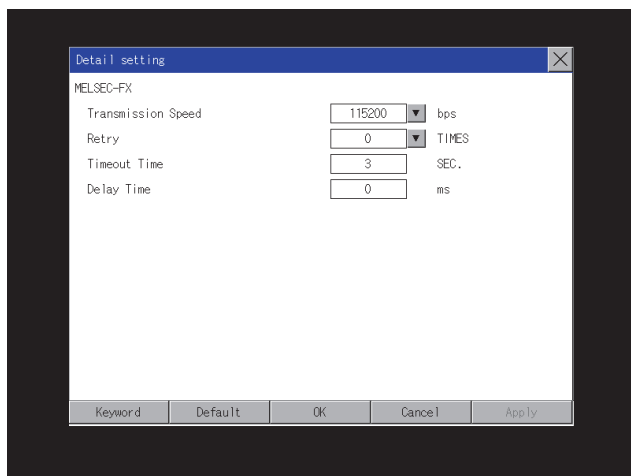 Detail setting
MELSEC-FX
Transmission Speed 115200 bps
Retry 0 TIMES
Timeout Time 3 SEC.
Delay Time 0 ms
Keyword Default OK Cancel Apply